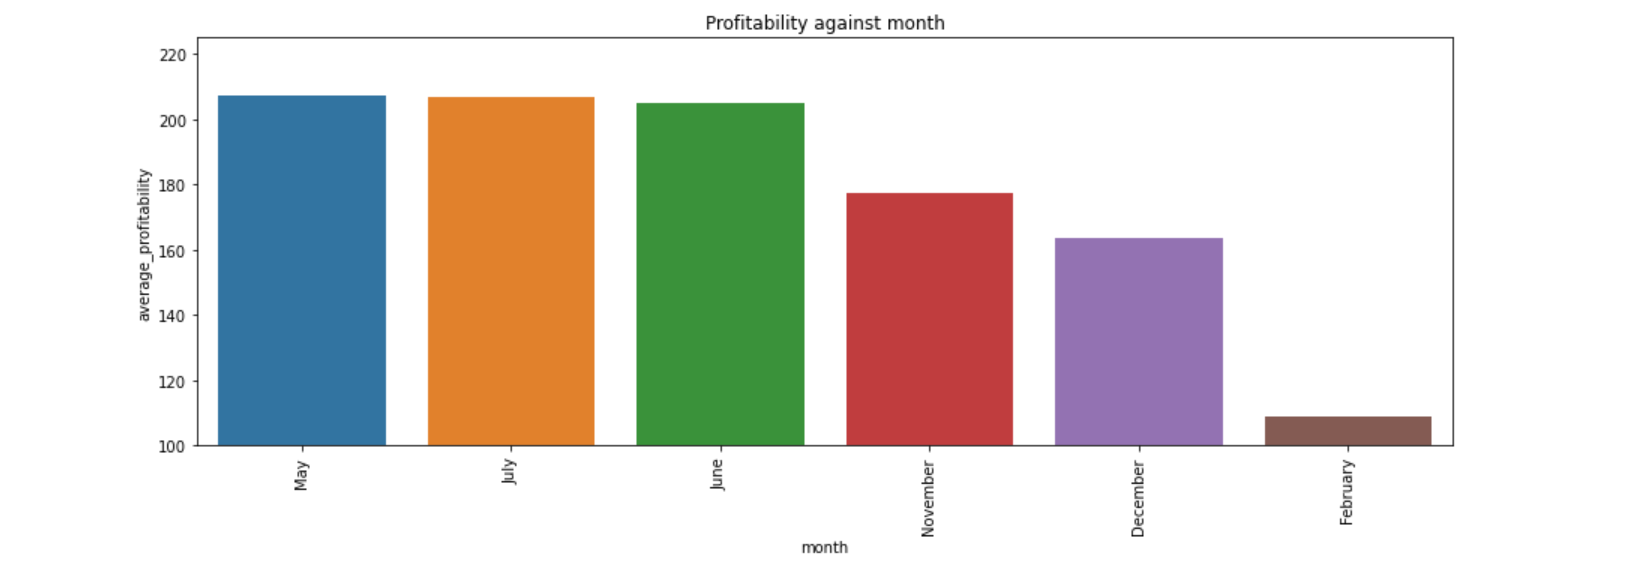 Profitability against month
average_profitability
220
200
180
160
140
120
100
May
July
June
November
December
February
month